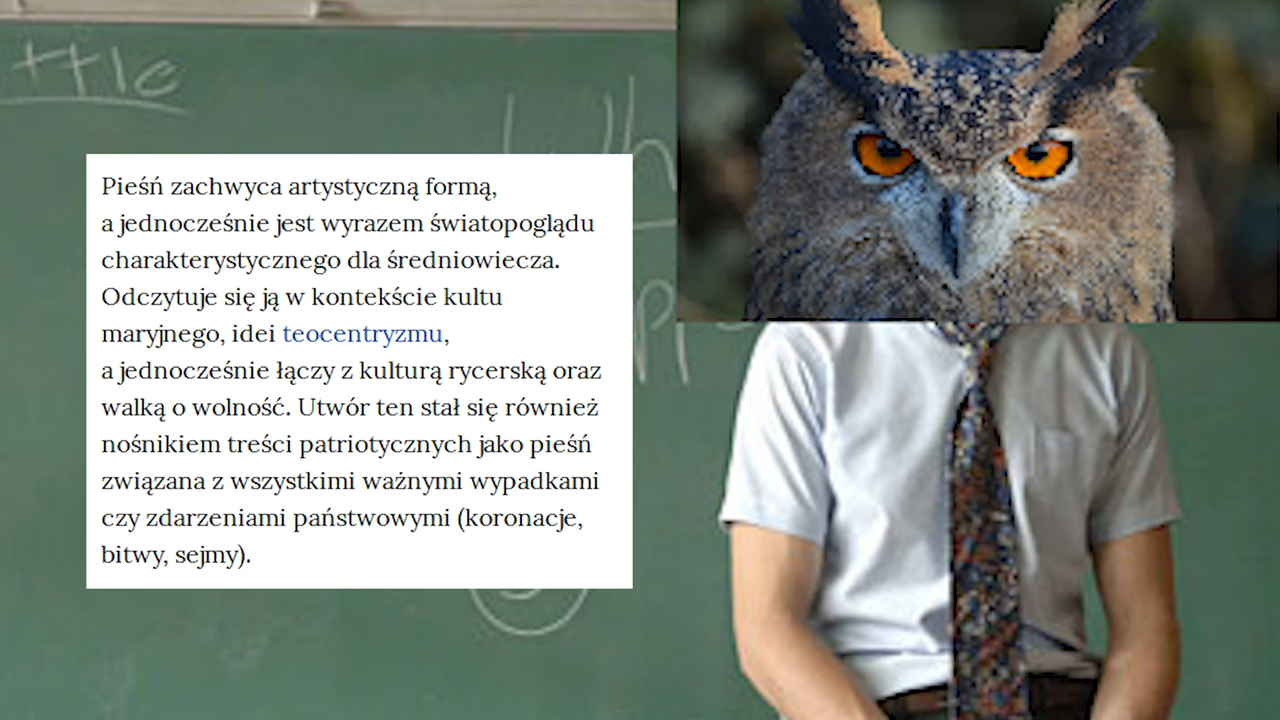 ttle
Wh
Pieśń zachwyca artystyczną formą,
a jednocześnie jest wyrazem światopoglądu
charakterystycznego dla średniowiecza.
Odczytuje się ją w kontekście kultu
maryjnego, idei teocentryzmu,
a jednocześnie łączy z kulturą rycerską oraz
walką o wolność. Utwór ten stał się również
nośnikiem treści patriotycznych jako pieśń
związana z wszystkimi ważnymi wypadkami
czy zdarzeniami państwowymi (koronacje,
bitwy, sejmy).